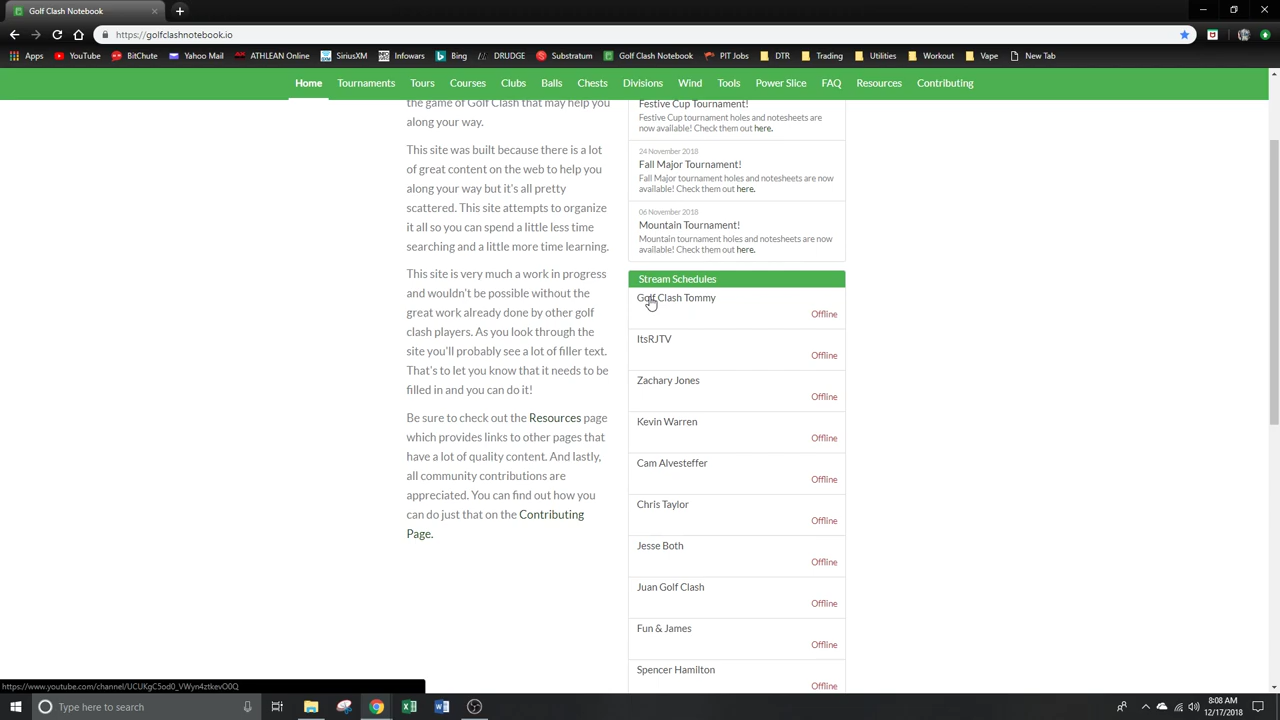 Golf Clash Notebook
https://golfclashnotebook.io
Apps YouTube BitChute Yahoo Mail ATHLEAN Online SiriusXM Infowars Bing DRUDGE Substratum Golf Clash Notebook PIT Jobs DTR Trading Utilities Workout Vape New Tab
Home Tournaments Tours Courses Clubs Balls Chests Divisions Wind Tools Power Slice FAQ Resources Contributing
the game of Golf Clash that may help you
along your way.
This site was built because there is a lot
of great content on the web to help you
along your way but it's all pretty
scattered. This site attempts to organize
it all so you can spend a little less time
searching and a little more time learning.
This site is very much a work in progress
and wouldn't be possible without the
great work already done by other golf
clash players. As you look through the
site you'll probably see a lot of filler text.
That's to let you know that it needs to be
filled in and you can do it!
Be sure to check out the Resources page
which provides links to other pages that
have a lot of quality content. And lastly,
all community contributions are
appreciated. You can find out how you
can do just that on the Contributing
Page.
Festive Cup Tournament!
Festive Cup tournament holes and notesheets are
now available! Check them out here.
24 November 2018
Fall Major Tournament!
Fall Major tournament holes and notesheets are now
available! Check them out here.
06 November 2018
Mountain Tournament!
Mountain tournament holes and notesheets are now
available! Check them out here.
Stream Schedules
Golf Clash Tommy
Offline
ItsRJTV
Offline
Zachary Jones
Offline
Kevin Warren
Offline
Cam Alvesteffer
Offline
Chris Taylor
Offline
Jesse Both
Offline
Juan Golf Clash
Offline
Fun & James
Offline
Spencer Hamilton
Offline
https://www.youtube.com/channel/UCUKgC5od0_VWyn4ztkevO0Q
Type here to search
8:08 AM
12/17/2018